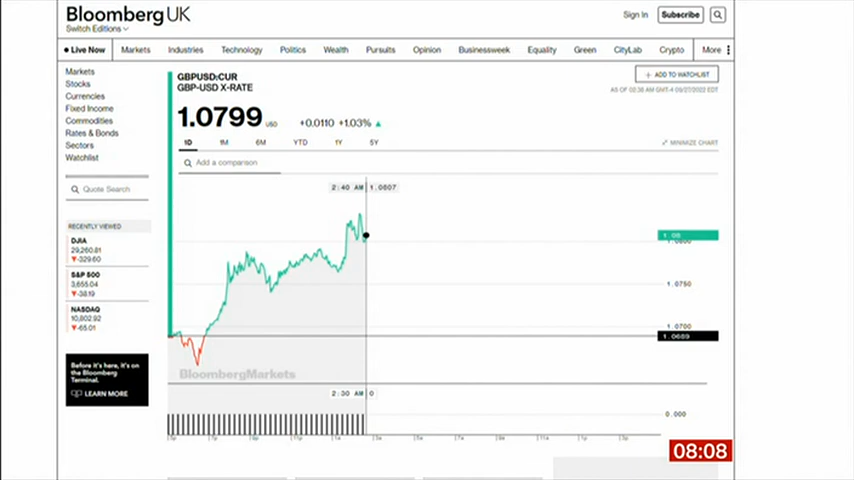 Bloomberg UK
Switch Editions
Sign In
Subscribe
Live Now
Markets
Industries
Technology
Politics
Wealth
Pursuits
Opinion
Businessweek
Equality
Green
CityLab
Crypto
More
Markets
Stocks
Currencies
Fixed Income
Commodities
Rates & Bonds
Sectors
Watchlist
Quote Search
RECENTLY VIEWED
DJIA
29,260.81
▼-329.60
S&P 500
3,655.04
▼-38.19
NASDAQ
10,802.92
▼-65.01
Before it's here, it's on
the Bloomberg
Terminal.
LEARN MORE
GBPUSD:CUR
GBP-USD X-RATE
+ ADD TO WATCHLIST
1.0799 USD +0.0110 +1.03% ▲
1D 1M 6M YTD 1Y 5Y
MINIMIZE CHART
Add a comparison
2:40 AM 1.0807
1.0800
1.0750
1.0700
1.0689
BloombergMarkets
2:30 AM 0
0.000
08:08